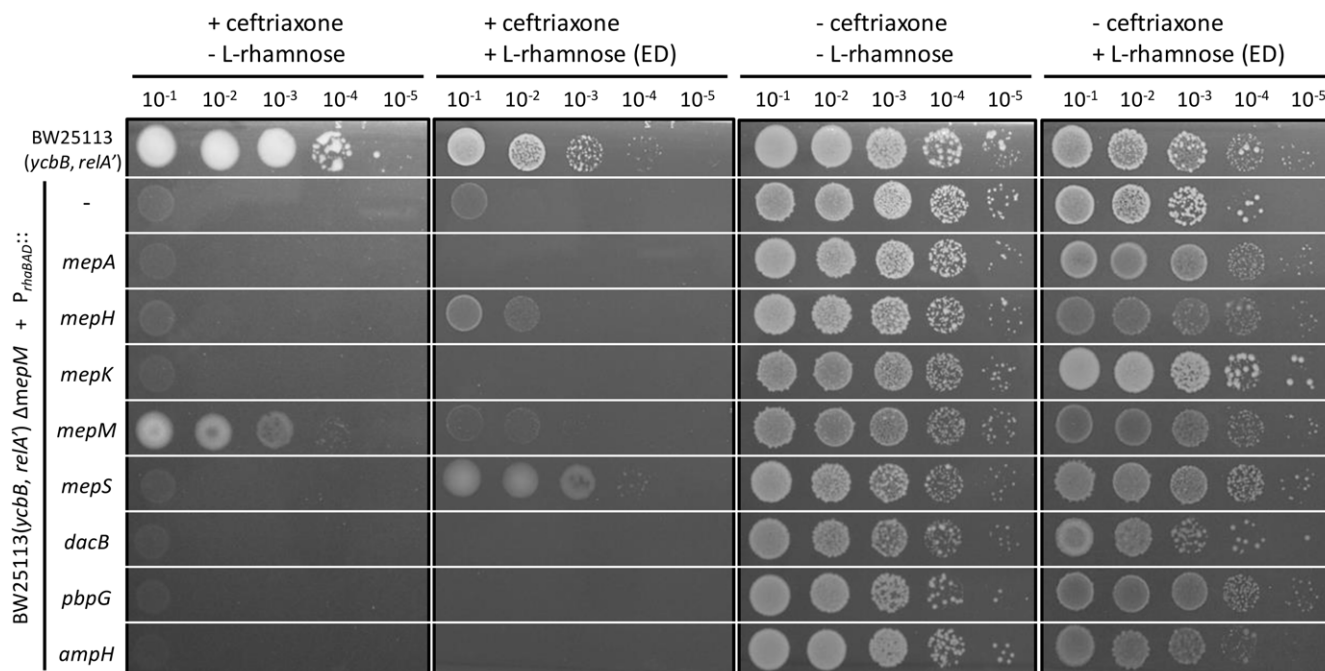 + ceftriaxone
- L-rhamnose
+ ceftriaxone
+ L-rhamnose (ED)
- ceftriaxone
- L-rhamnose
- ceftriaxone
+ L-rhamnose (ED)
10⁻¹ 10⁻² 10⁻³ 10⁻⁴ 10⁻⁵
10⁻¹ 10⁻² 10⁻³ 10⁻⁴ 10⁻⁵
10⁻¹ 10⁻² 10⁻³ 10⁻⁴ 10⁻⁵
10⁻¹ 10⁻² 10⁻³ 10⁻⁴ 10⁻⁵
BW25113
(ycbB, relA’)
BW25113(ycbB, relA’) ΔmepM + PrhaBAD::
-
mepA
mepH
mepK
mepM
mepS
dacB
pbpG
ampH